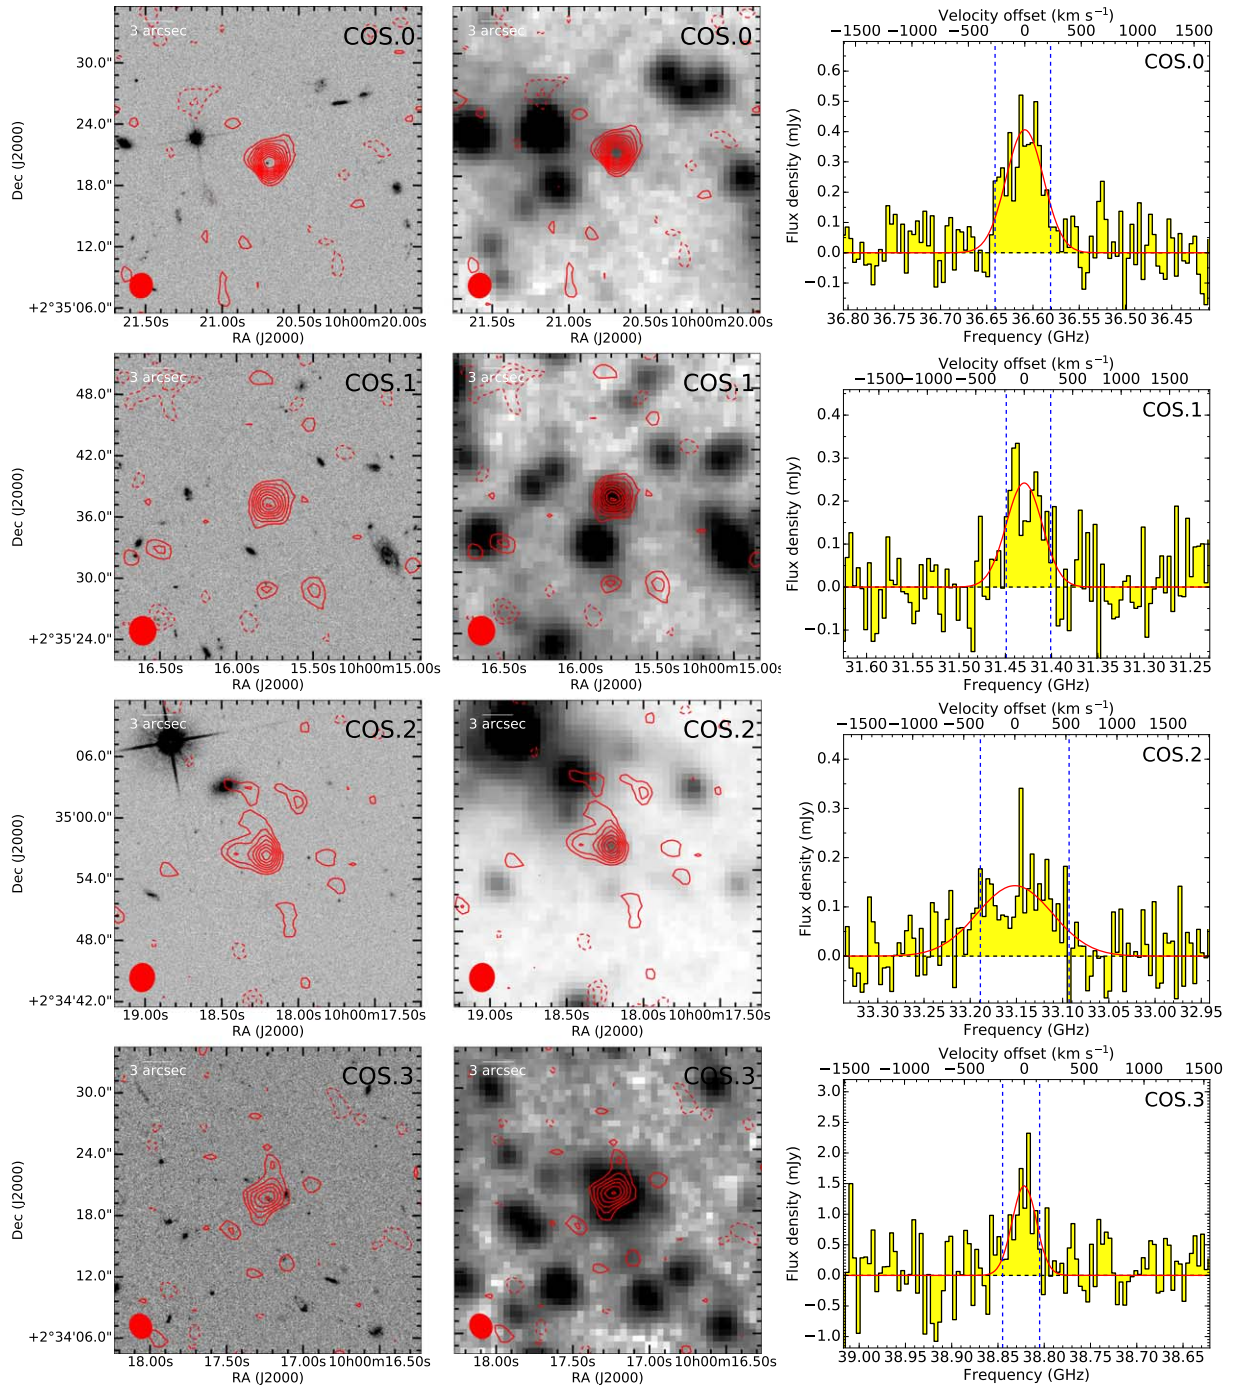 3 arcsec
COS.0
30.0"
24.0"
18.0"
12.0"
+2°35'06.0"
Dec (J2000)
21.50s 21.00s 20.50s 10h00m20.00s
RA (J2000)
3 arcsec
COS.0
21.50s 21.00s 20.50s 10h00m20.00s
RA (J2000)
Velocity offset (km s⁻¹)
−1500 −1000 −500 0 500 1000 1500
COS.0
0.6
0.5
0.4
0.3
0.2
0.1
0.0
−0.1
Flux density (mJy)
36.80 36.75 36.70 36.65 36.60 36.55 36.50 36.45
Frequency (GHz)
3 arcsec
COS.1
48.0"
42.0"
36.0"
30.0"
+2°35'24.0"
Dec (J2000)
16.50s 16.00s 15.50s 10h00m15.00s
RA (J2000)
3 arcsec
COS.1
16.50s 16.00s 15.50s 10h00m15.00s
RA (J2000)
Velocity offset (km s⁻¹)
−1500 −1000 −500 0 500 1000 1500
COS.1
0.4
0.3
0.2
0.1
0.0
−0.1
Flux density (mJy)
31.60 31.55 31.50 31.45 31.40 31.35 31.30 31.25
Frequency (GHz)
3 arcsec
COS.2
06.0"
35'00.0"
54.0"
48.0"
+2°34'42.0"
Dec (J2000)
19.00s 18.50s 18.00s 10h00m17.50s
RA (J2000)
3 arcsec
COS.2
19.00s 18.50s 18.00s 10h00m17.50s
RA (J2000)
Velocity offset (km s⁻¹)
−1500 −1000 −500 0 500 1000 1500
COS.2
0.4
0.3
0.2
0.1
0.0
Flux density (mJy)
33.30 33.25 33.20 33.15 33.10 33.05 33.00 32.95
Frequency (GHz)
3 arcsec
COS.3
30.0"
24.0"
18.0"
12.0"
+2°34'06.0"
Dec (J2000)
18.00s 17.50s 17.00s 10h00m16.50s
RA (J2000)
3 arcsec
COS.3
18.00s 17.50s 17.00s 10h00m16.50s
RA (J2000)
Velocity offset (km s⁻¹)
−1500 −1000 −500 0 500 1000 1500
COS.3
3.0
2.5
2.0
1.5
1.0
0.5
0.0
−0.5
−1.0
Flux density (mJy)
39.00 38.95 38.90 38.85 38.80 38.75 38.70 38.65
Frequency (GHz)